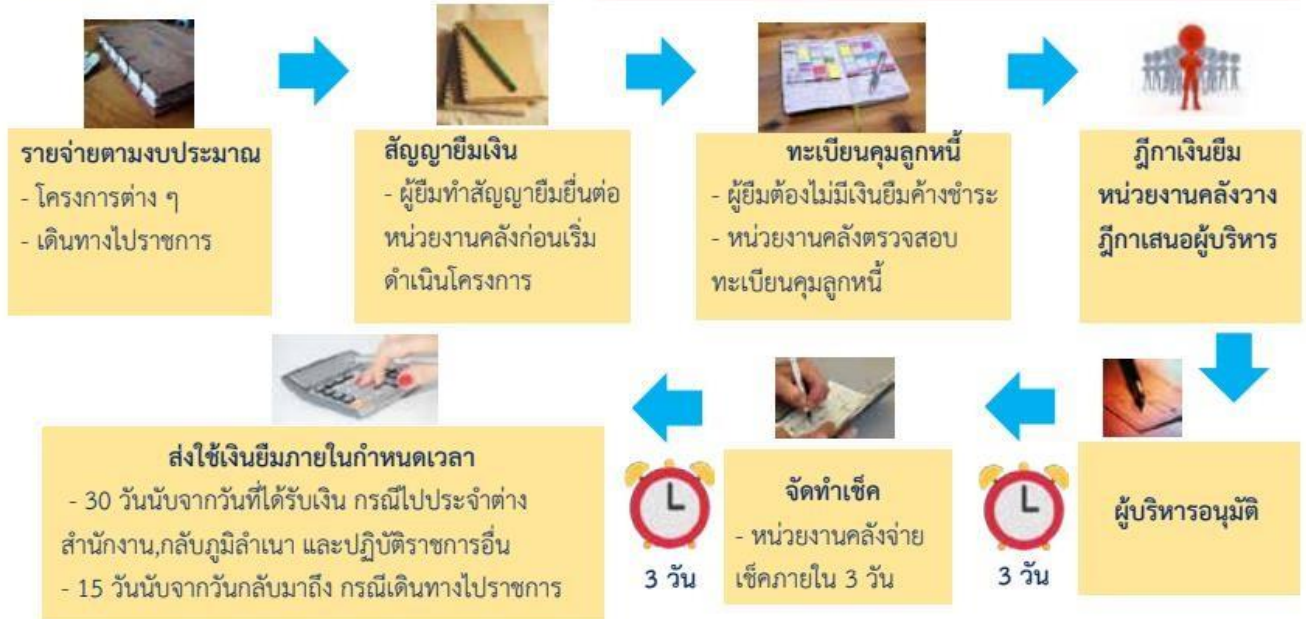 รายจ่ายตามงบประมาณ
- โครงการต่าง ๆ
- เดินทางไปราชการ
สัญญายืมเงิน
- ผู้ยืมทำสัญญายืมยื่นต่อ
หน่วยงานคลังก่อนเริ่ม
ดำเนินโครงการ
ทะเบียนคุมลูกหนี้
- ผู้ยืมต้องไม่มีเงินยืมค้างชำระ
- หน่วยงานคลังตรวจสอบ
ทะเบียนคุมลูกหนี้
ฎีกาเงินยืม
หน่วยงานคลังวาง
ฎีกาเสนอผู้บริหาร
ผู้บริหารอนุมัติ
3 วัน
จัดทำเช็ค
- หน่วยงานคลังจ่าย
เช็คภายใน 3 วัน
3 วัน
ส่งใช้เงินยืมภายในกำหนดเวลา
- 30 วันนับจากวันที่ได้รับเงิน กรณีไปประจำต่าง
สำนักงาน,กลับภูมิลำเนา และปฏิบัติราชการอื่น
- 15 วันนับจากวันกลับมาถึง กรณีเดินทางไปราชการ